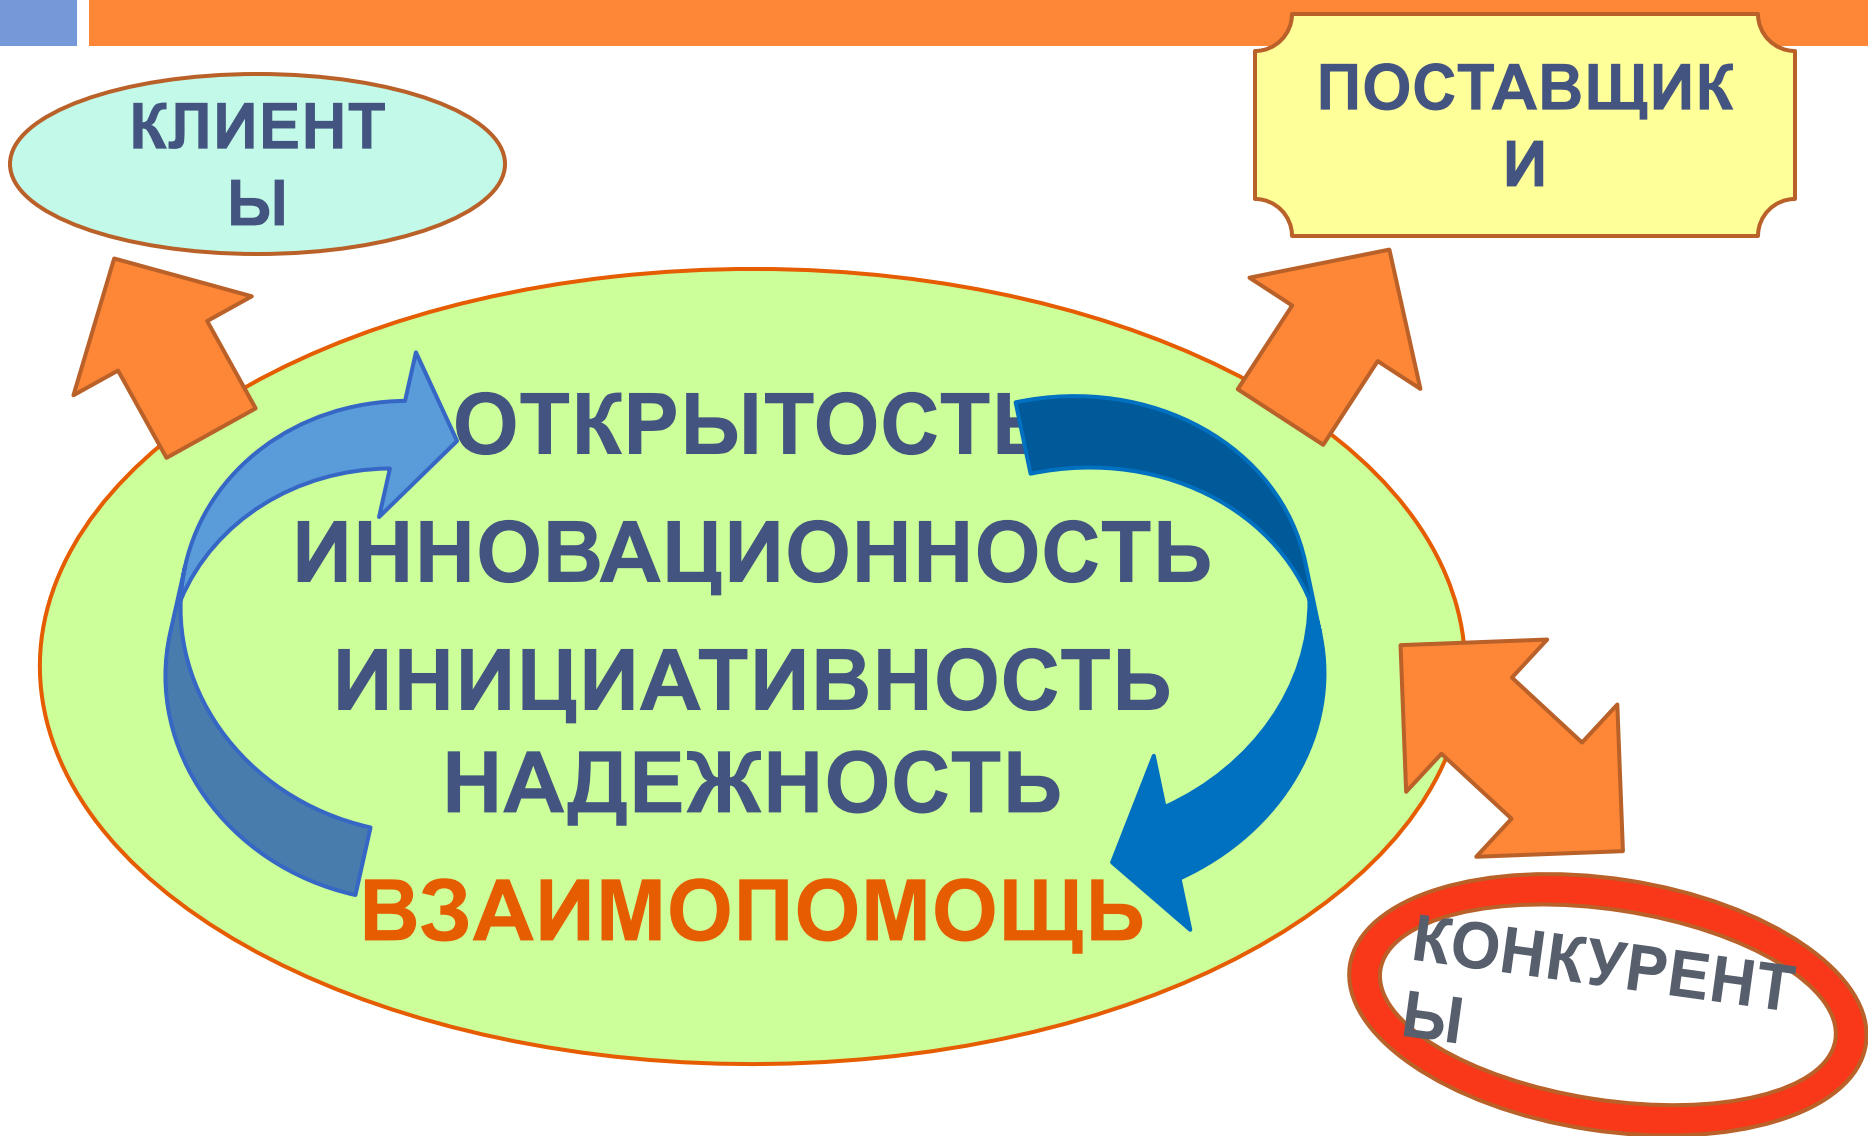 КЛИЕНТ
Ы
ПОСТАВЩИК
И
ОТКРЫТОСТЬ
ИННОВАЦИОННОСТЬ
ИНИЦИАТИВНОСТЬ
НАДЕЖНОСТЬ
ВЗАИМОПОМОЩЬ
КОНКУРЕНТ
Ы